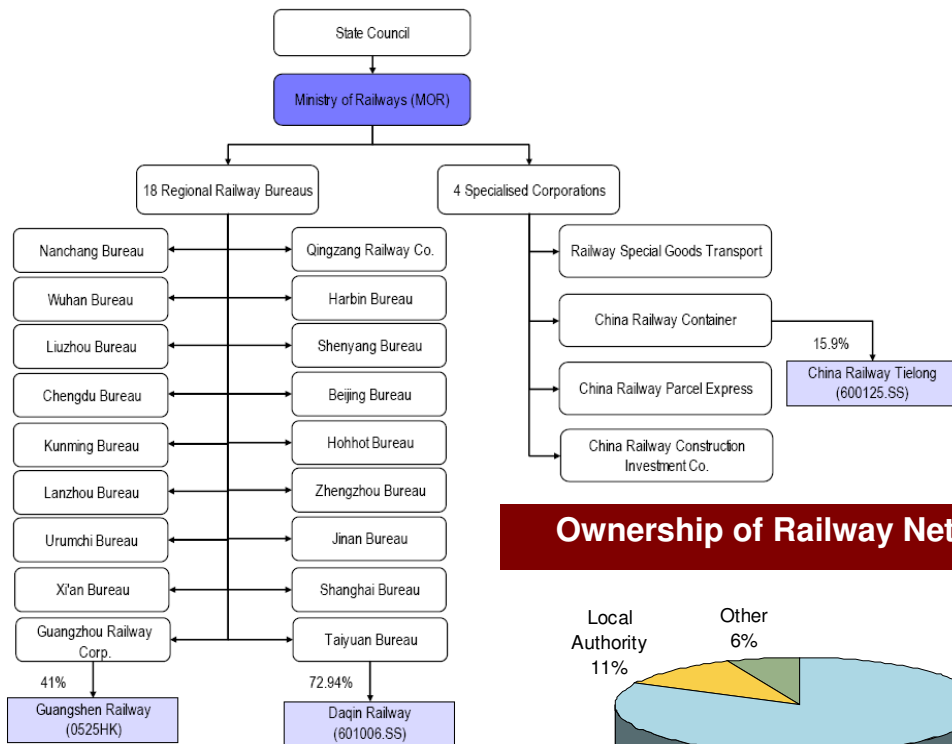 State Council
Ministry of Railways (MOR)
18 Regional Railway Bureaus
4 Specialised Corporations
Nanchang Bureau
Qingzang Railway Co.
Wuhan Bureau
Harbin Bureau
Liuzhou Bureau
Shenyang Bureau
Chengdu Bureau
Beijing Bureau
Kunming Bureau
Hohhot Bureau
Lanzhou Bureau
Zhengzhou Bureau
Urumchi Bureau
Jinan Bureau
Xi'an Bureau
Shanghai Bureau
Guangzhou Railway
Corp.
Taiyuan Bureau
41%
72.94%
Guangshen Railway
(0525HK)
Daqin Railway
(601006.SS)
Railway Special Goods Transport
China Railway Container
15.9%
China Railway Tielong
(600125.SS)
China Railway Parcel Express
China Railway Construction
Investment Co.
Ownership of Railway Net
Local
Authority
11%
Other
6%